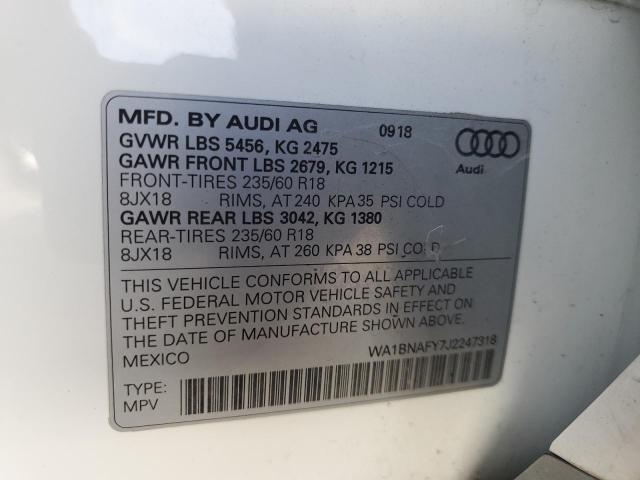 MFD. BY AUDI AG 0918
GVWR LBS 5456, KG 2475
GAWR FRONT LBS 2679, KG 1215
FRONT-TIRES 235/60 R18
8JX18 RIMS, AT 240 KPA 35 PSI COLD
GAWR REAR LBS 3042, KG 1380
REAR-TIRES 235/60 R18
8JX18 RIMS, AT 260 KPA 38 PSI COLD
Audi
THIS VEHICLE CONFORMS TO ALL APPLICABLE
U.S. FEDERAL MOTOR VEHICLE SAFETY AND
THEFT PREVENTION STANDARDS IN EFFECT ON
THE DATE OF MANUFACTURE SHOWN ABOVE.
MEXICO
WA1BNAFY7J2247318
TYPE:
MPV